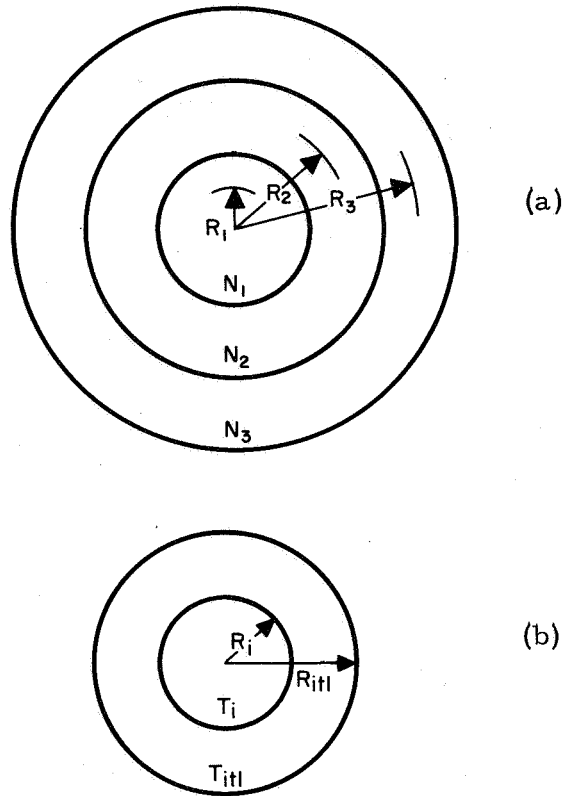 R₁
R₂
R₃
N₁
N₂
N₃
(a)
Rᵢ
Rᵢₜₗ
Tᵢ
Tᵢₜₗ
(b)